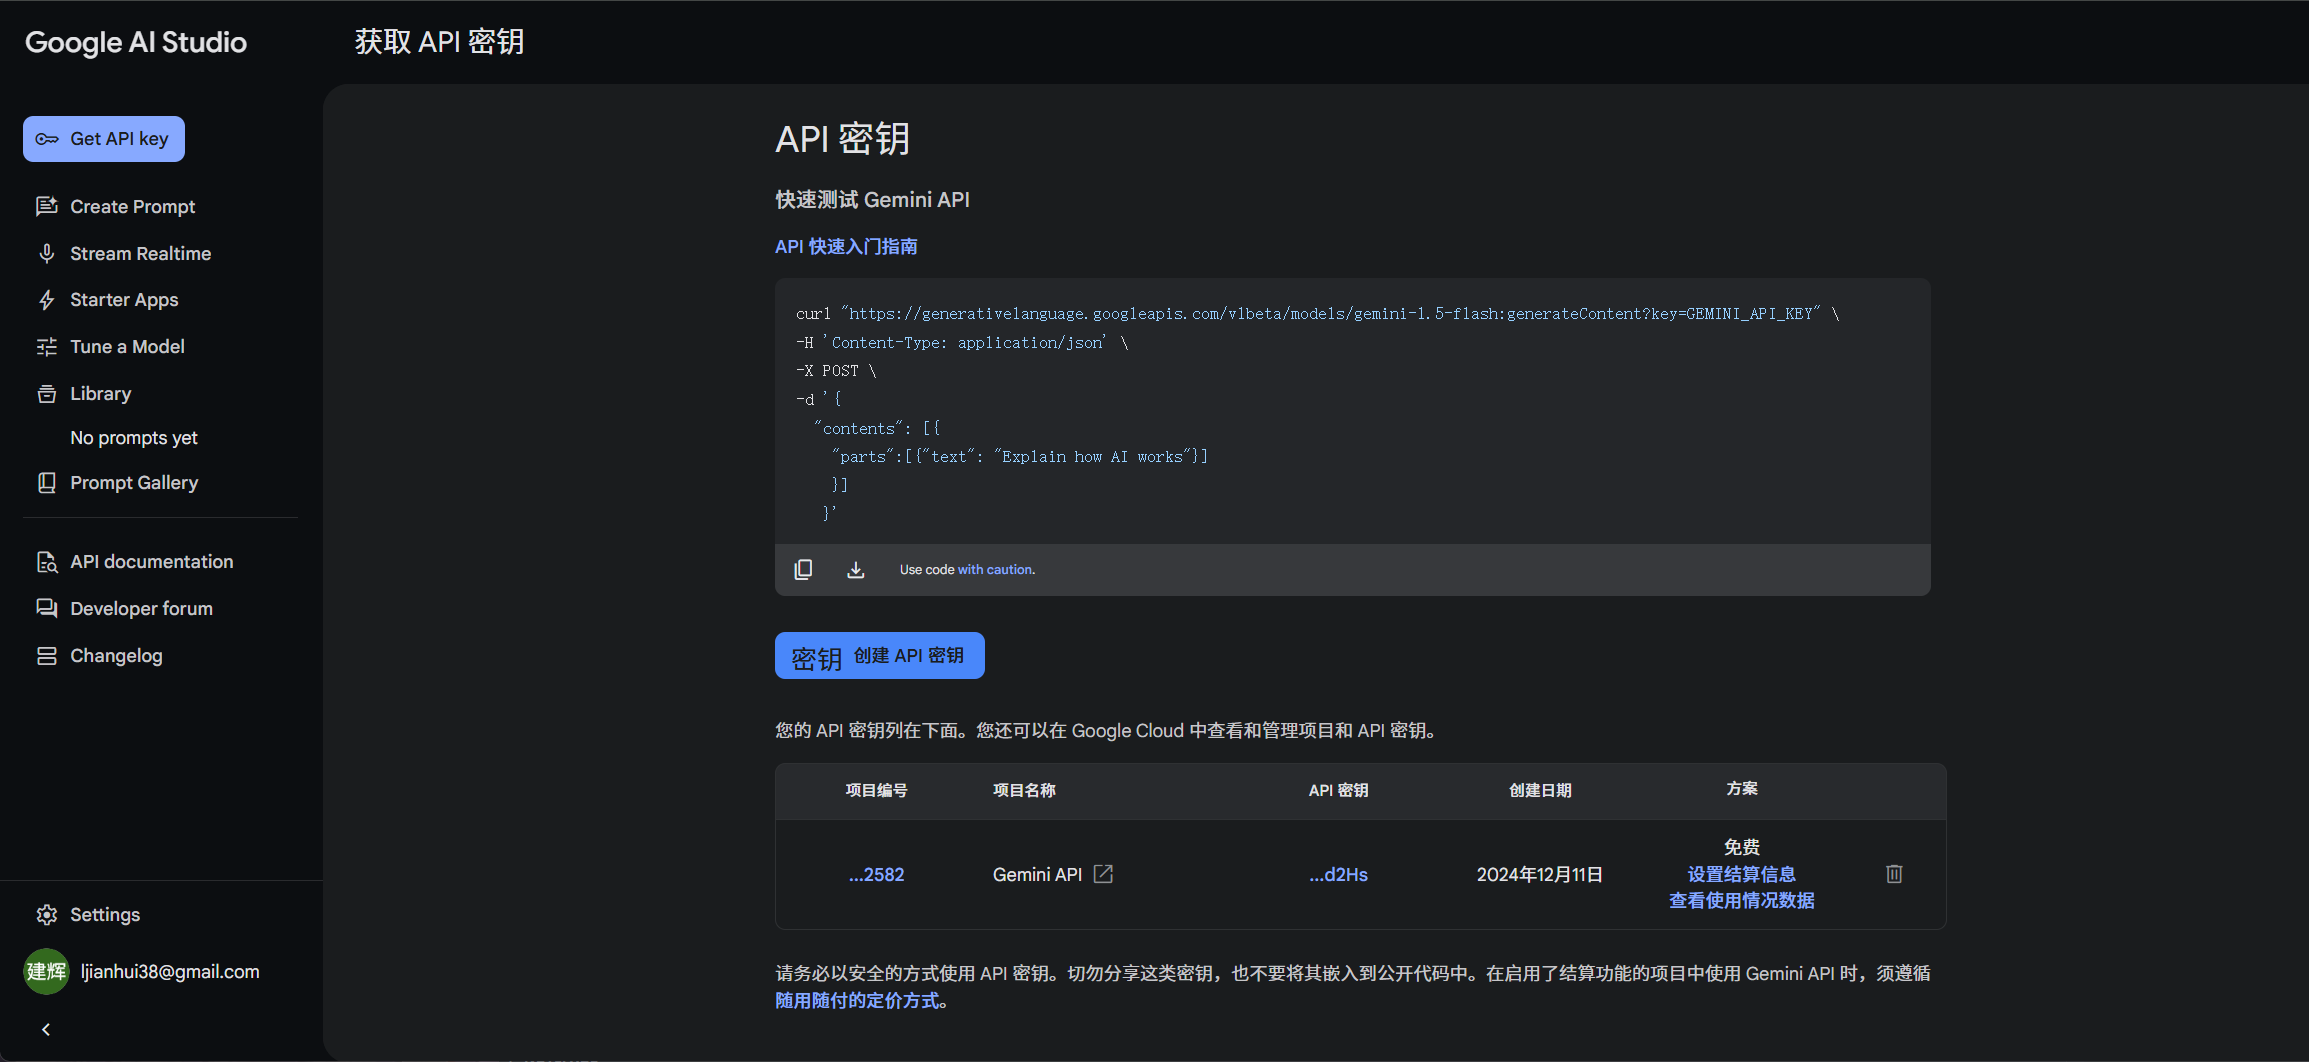 Google AI Studio
获取 API 密钥
Get API key
Create Prompt
Stream Realtime
Starter Apps
Tune a Model
Library
No prompts yet
Prompt Gallery
API documentation
Developer forum
Changelog
Settings
建辉
ljianhui38@gmail.com
API 密钥
快速测试 Gemini API
API 快速入门指南
curl "https://generativelanguage.googleapis.com/v1beta/models/gemini-1.5-flash:generateContent?key=GEMINI_API_KEY" \
-H 'Content-Type: application/json' \
-X POST \
-d '{
"contents": [{
"parts":[{"text": "Explain how AI works"}]
}]
}'
Use code with caution.
密钥 创建 API 密钥
您的 API 密钥列在下面。您还可以在 Google Cloud 中查看和管理项目和 API 密钥。
项目编号 项目名称 API 密钥 创建日期 方案
...2582 Gemini API ...d2Hs 2024年12月11日 免费
设置结算信息
查看使用情况数据
请务必以安全的方式使用 API 密钥。切勿分享这类密钥，也不要将其嵌入到公开代码中。在启用了结算功能的项目中使用 Gemini API 时，须遵循
随用随付的定价方式。